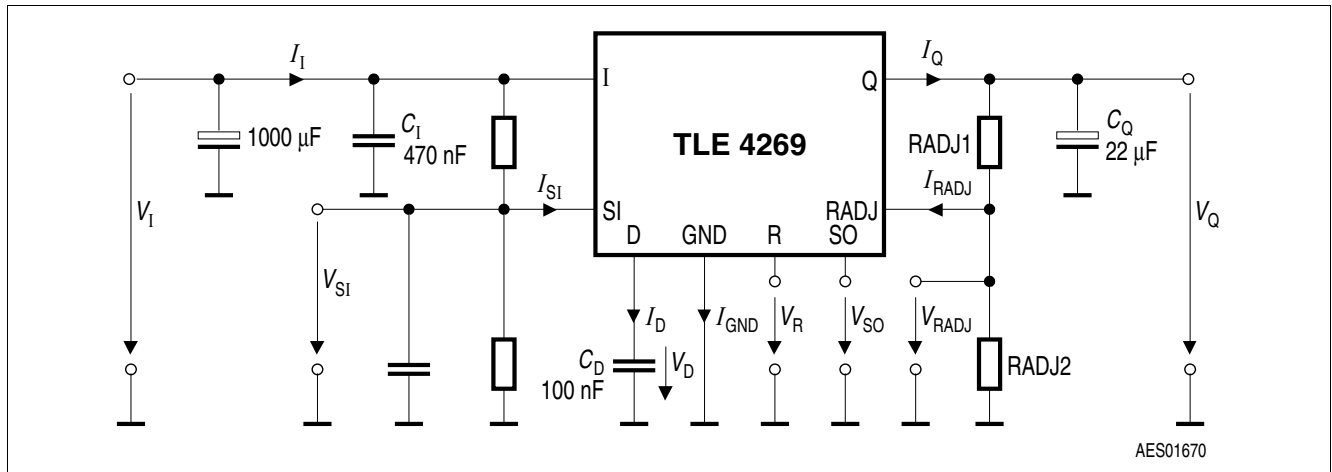 I_I
I_Q
I
Q
1000 µF
C_I
470 nF
TLE 4269
RADJ1
C_Q
22 µF
I_SI
I_RADJ
V_I
SI
RADJ
V_Q
D
GND
R
SO
V_SI
I_D
I_GND
V_R
V_SO
V_RADJ
C_D
100 nF
V_D
RADJ2
AES01670